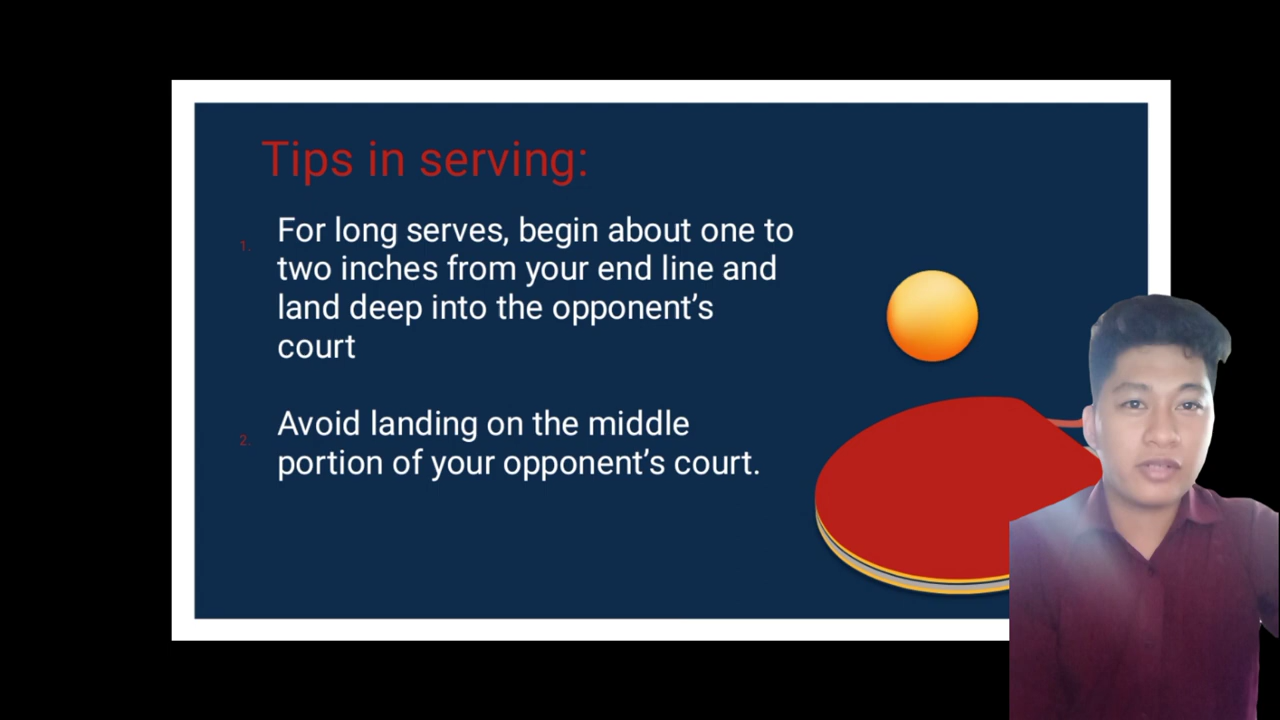 Tips in serving:
1. For long serves, begin about one to
two inches from your end line and
land deep into the opponent’s
court
2. Avoid landing on the middle
portion of your opponent’s court.